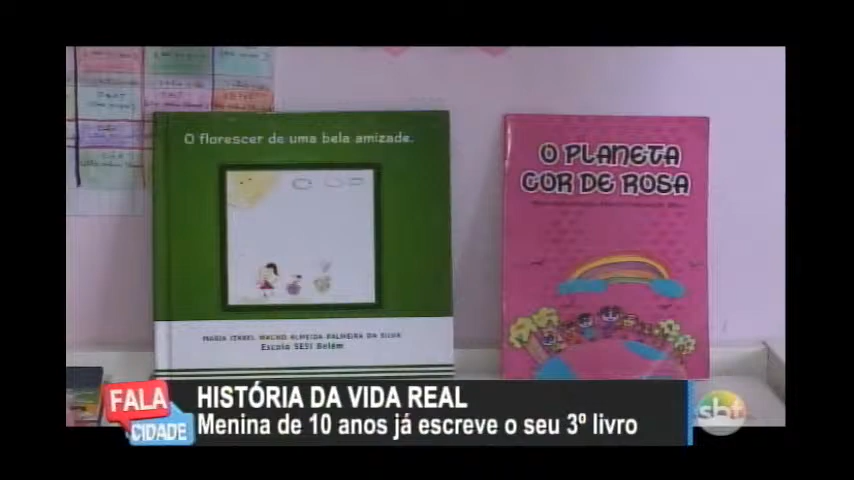 O florescer de uma bela amizade.
O PLANETA
COR DE ROSA
MARIA IZABEL MACHO ALMEIDA PALMEIRA DA SILVA
Escola SESI Belém
FALA
CIDADE
HISTÓRIA DA VIDA REAL
Menina de 10 anos já escreve o seu 3º livro
sbt